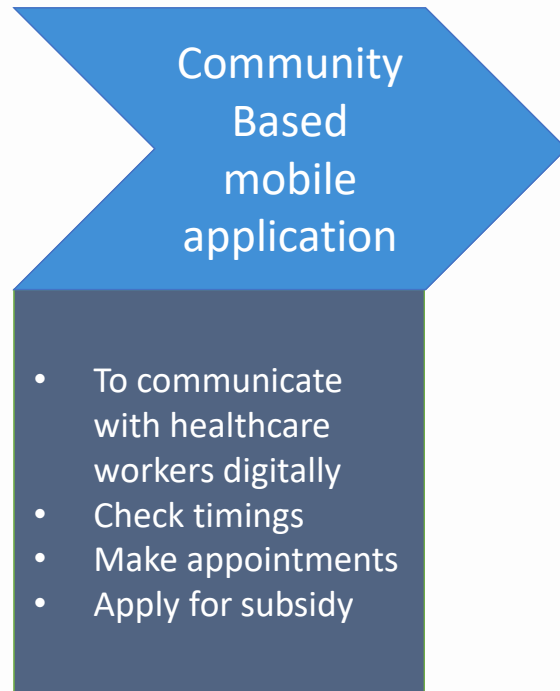 Community
Based
mobile
application
• To communicate
with healthcare
workers digitally
• Check timings
• Make appointments
• Apply for subsidy